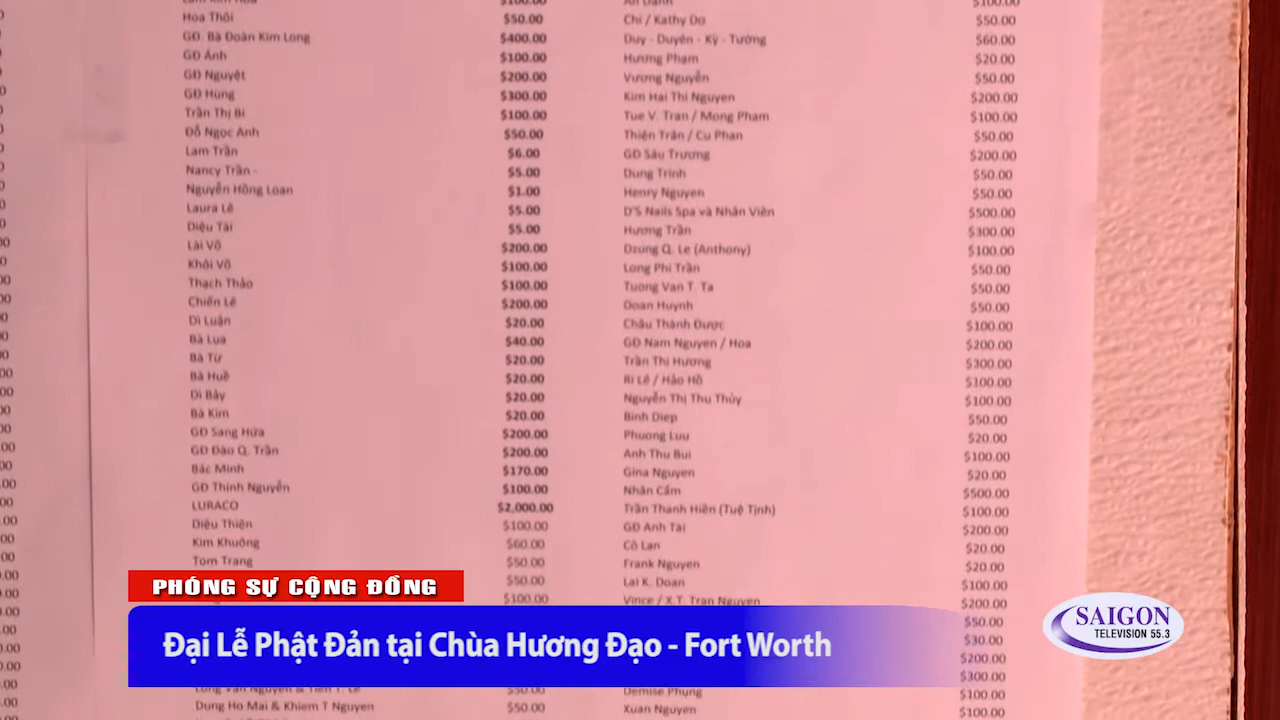 Hoa Thôi $50.00 Chi / Kathy Do $50.00
GĐ. Bà Đoàn Kim Long $400.00 Duy - Duyên - Kỳ - Tường $60.00
GĐ Ánh $100.00 Hương Phạm $20.00
GĐ Nguyệt $200.00 Vương Nguyễn $50.00
GĐ Hùng $300.00 Kim Hai Thi Nguyen $200.00
Trần Thị Bi $100.00 Tue V. Tran / Mong Pham $100.00
Đỗ Ngọc Anh $50.00 Thiện Trần / Cu Phan $50.00
Lam Trần $6.00 GĐ Sáu Trương $200.00
Nancy Trần - $5.00 Dung Trinh $50.00
Nguyễn Hồng Loan $1.00 Henry Nguyen $50.00
Laura Lê $5.00 D'S Nails Spa và Nhân Viên $500.00
Diệu Tài $5.00 Hương Trần $300.00
Lài Võ $200.00 Dzung Q. Le (Anthony) $100.00
Khôi Võ $100.00 Long Phi Trần $50.00
Thạch Thảo $100.00 Tuong Van T. Ta $50.00
Chiến Lê $200.00 Doan Huynh $50.00
Dì Luận $20.00 Châu Thành Được $100.00
Bà Lụa $40.00 GĐ Nam Nguyen / Hoa $200.00
Bà Từ $20.00 Trần Thị Hương $300.00
Bà Huê $20.00 Ri Lê / Hảo Hồ $100.00
Dì Bảy $20.00 Nguyễn Thị Thu Thủy $100.00
Bà Kim $20.00 Binh Diep $50.00
GĐ Sang Hứa $200.00 Phuong Luu $20.00
GĐ Đào Q. Trần $200.00 Anh Thu Bui $100.00
Bác Minh $170.00 Gina Nguyen $20.00
GĐ Thịnh Nguyễn $100.00 Nhân Cầm $500.00
LURACO $2,000.00 Trần Thanh Hiền (Tuệ Tịnh) $100.00
Diệu Thiện $100.00 GĐ Anh Tài $200.00
Kim Khuông $60.00 Cô Lan $20.00
Tom Trang $50.00 Frank Nguyen $20.00
$50.00 Lai K. Doan $100.00
$100.00 Vince / X.T. Tran Nguyen $200.00
$50.00
$30.00
$200.00
$300.00
Long Van Nguyen & Tien T. Le $50.00 Demise Phụng $100.00
Dung Ho Mai & Khiem T Nguyen $50.00 Xuan Nguyen $100.00
PHÓNG SỰ CỘNG ĐỒNG
Đại Lễ Phật Đản tại Chùa Hương Đạo - Fort Worth
SAIGON
TELEVISION 55.3